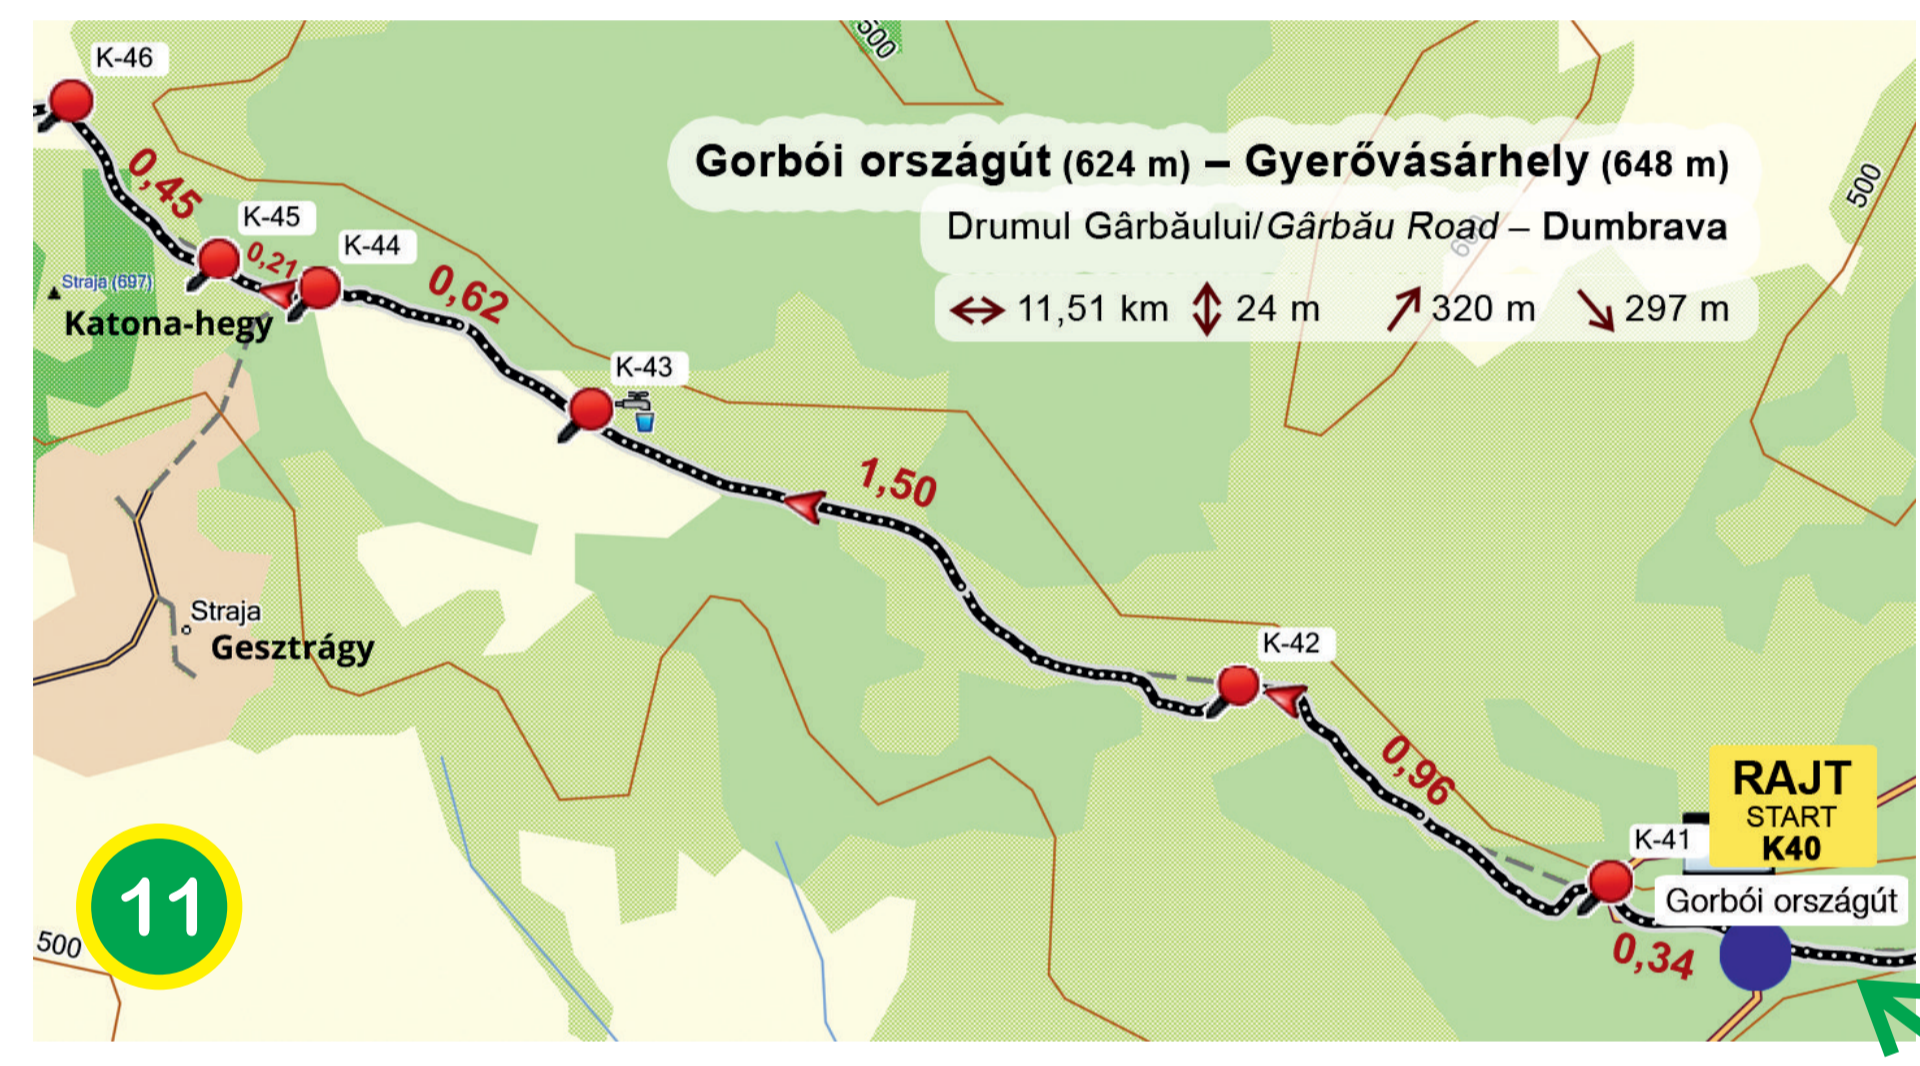 K-46
500
Gorbói országút (624 m) – Gyerővásárhely (648 m)
Drumul Gârbăului/Gârbău Road – Dumbrava
600
11,51 km 24 m 320 m 297 m
500
0,45
K-45
0,21
K-44
0,62
Straja (697)
Katona-hegy
K-43
1,50
Straja
Gesztrágy
K-42
0,96
RAJT
START
K40
K-41
Gorbói országút
0,34
11
500